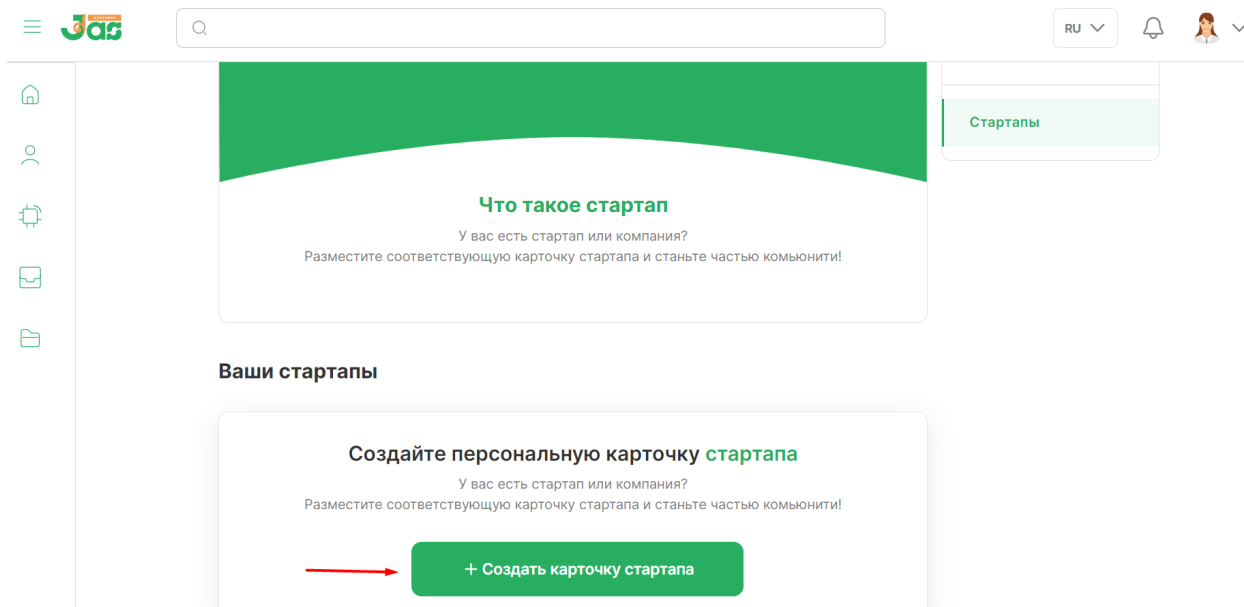 Jas
RU
Стартапы
Что такое стартап
У вас есть стартап или компания?
Разместите соответствующую карточку стартапа и станьте частью комьюнити!
Ваши стартапы
Создайте персональную карточку стартапа
У вас есть стартап или компания?
Разместите соответствующую карточку стартапа и станьте частью комьюнити!
+ Создать карточку стартапа